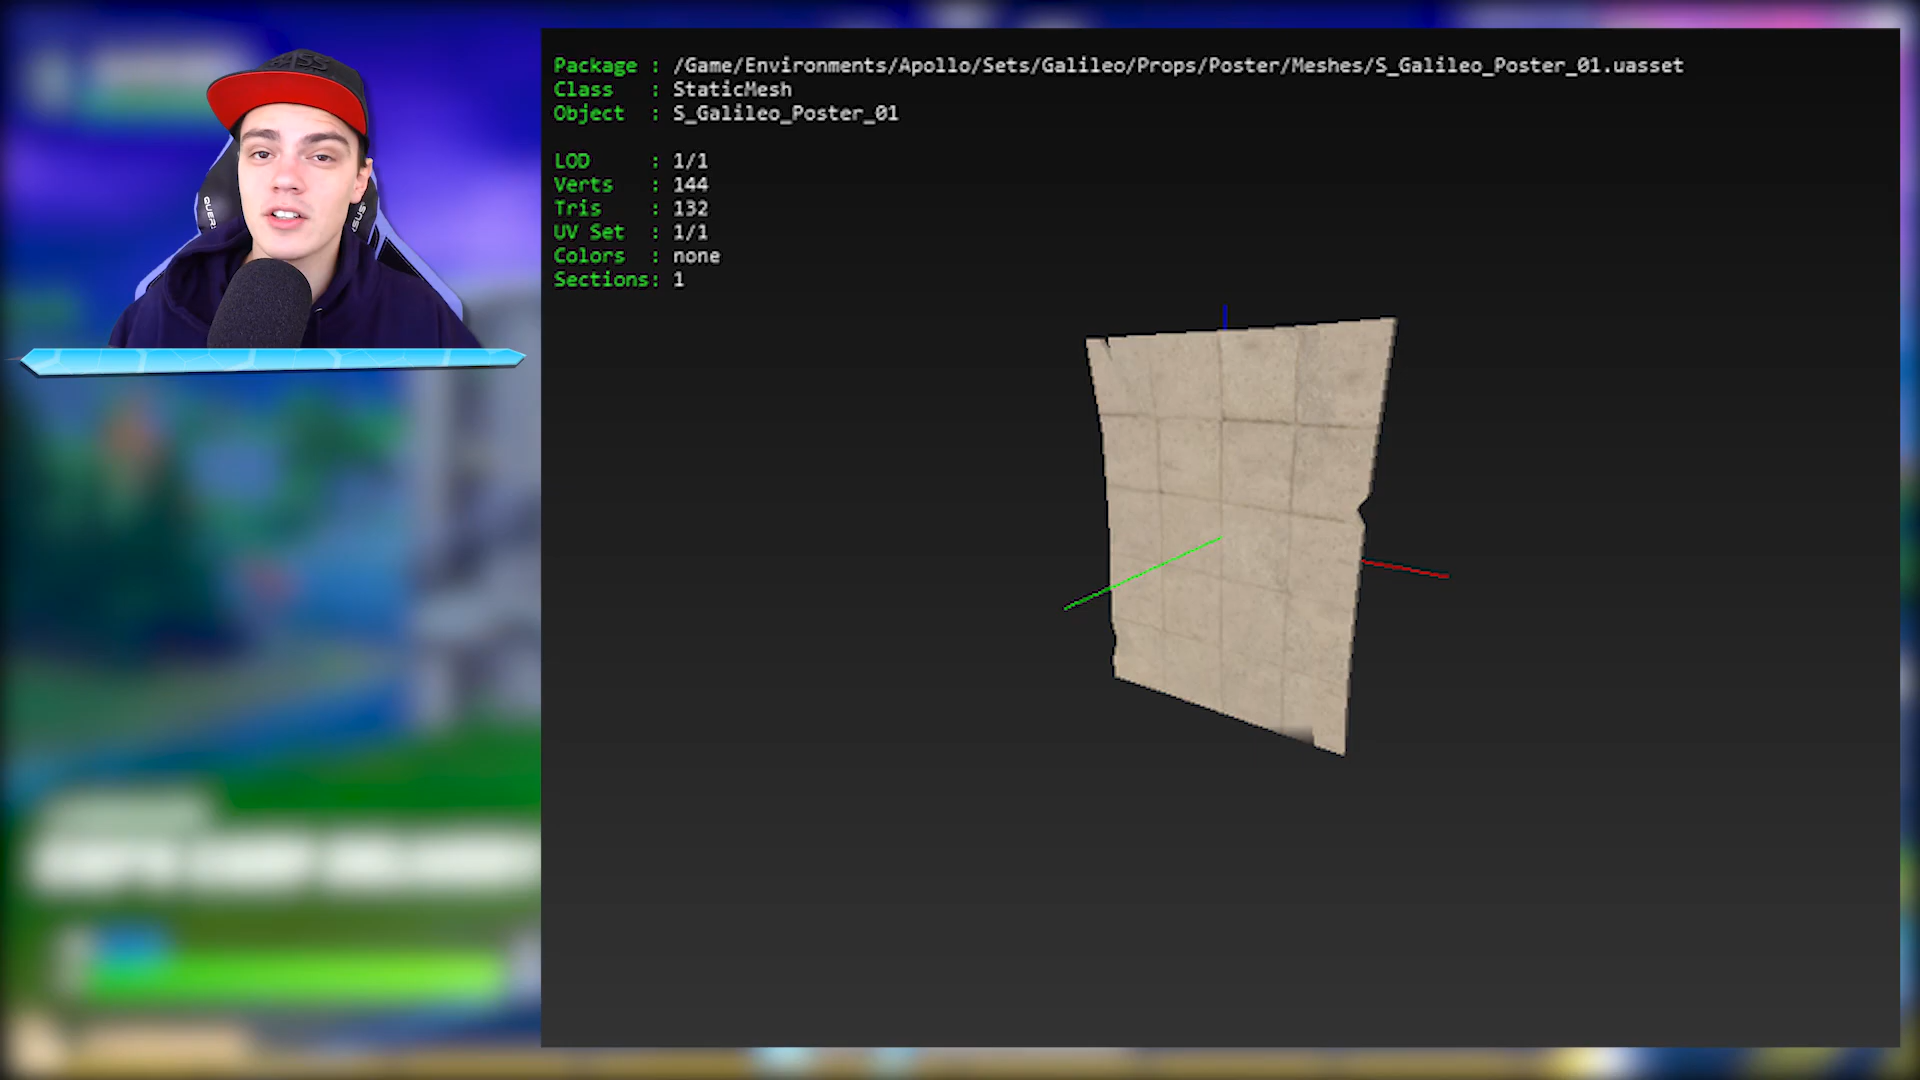 Package : /Game/Environments/Apollo/Sets/Galileo/Props/Poster/Meshes/S_Galileo_Poster_01.uasset
Class : StaticMesh
Object : S_Galileo_Poster_01
LOD : 1/1
Verts : 144
Tris : 132
UV Set : 1/1
Colors : none
Sections: 1